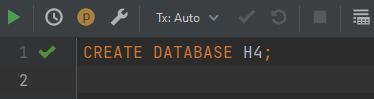 p Tx: Auto
1 CREATE DATABASE H4;
2